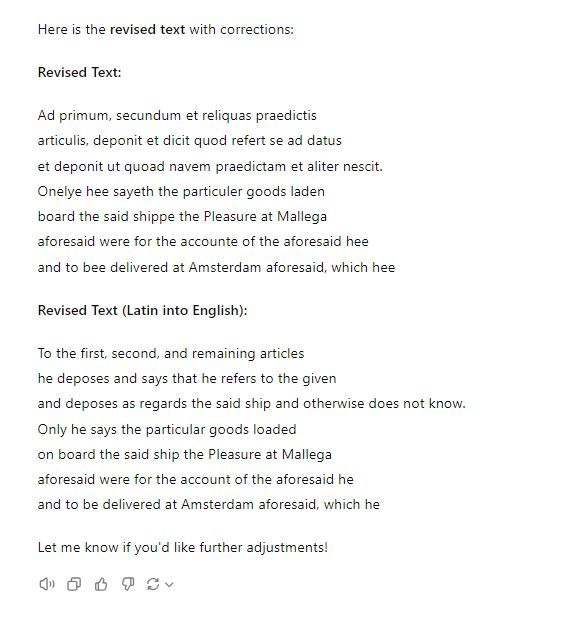 Here is the revised text with corrections:
Revised Text:
Ad primum, secundum et reliquas praedictis
articulis, deponit et dicit quod refert se ad datus
et deponit ut quoad navem praedictam et aliter nescit.
Onelye hee sayeth the particuler goods laden
board the said shippe the Pleasure at Mallega
aforesaid were for the accounte of the aforesaid hee
and to bee delivered at Amsterdam aforesaid, which hee
Revised Text (Latin into English):
To the first, second, and remaining articles
he deposes and says that he refers to the given
and deposes as regards the said ship and otherwise does not know.
Only he says the particular goods loaded
on board the said ship the Pleasure at Mallega
aforesaid were for the account of the aforesaid he
and to be delivered at Amsterdam aforesaid, which he
Let me know if you'd like further adjustments!